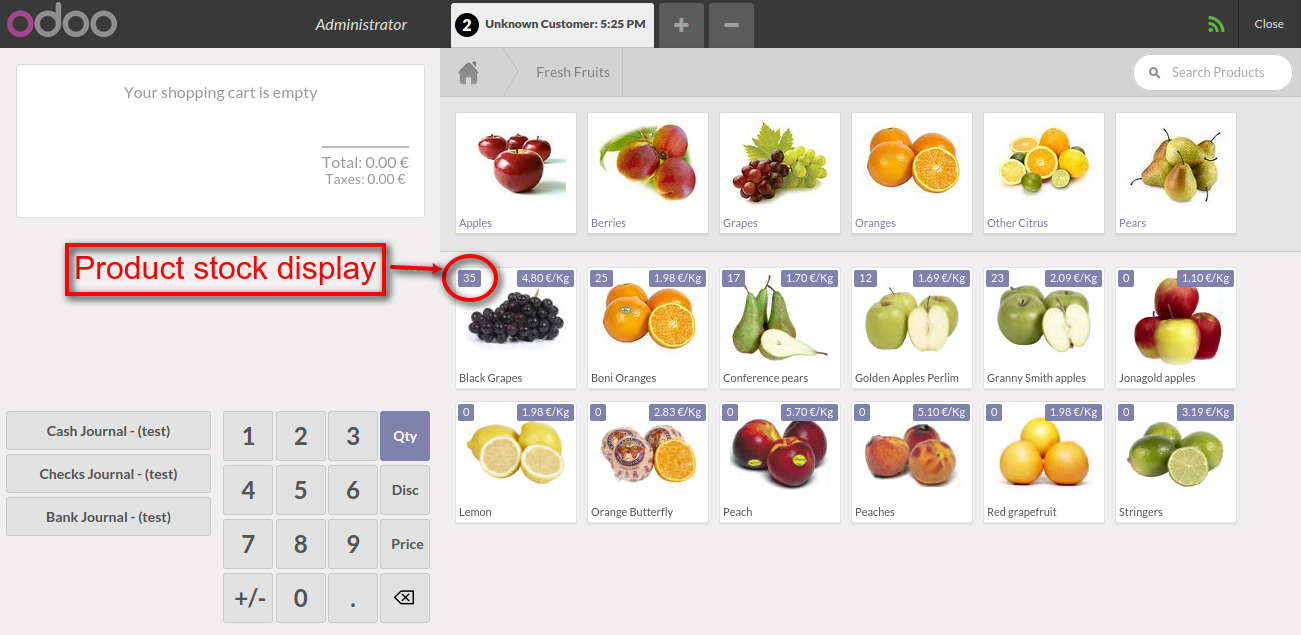 odoo
Administrator
2 Unknown Customer: 5:25 PM
+
−
Close
Your shopping cart is empty
Total: 0.00 €
Taxes: 0.00 €
Fresh Fruits
Search Products
Apples
Berries
Grapes
Oranges
Other Citrus
Pears
Product stock display
35 4.80 €/Kg
Black Grapes
25 1.98 €/Kg
Boni Oranges
17 1.70 €/Kg
Conference pears
12 1.69 €/Kg
Golden Apples Perlim
23 2.09 €/Kg
Granny Smith apples
0 1.10 €/Kg
Jonagold apples
0 1.98 €/Kg
Lemon
0 2.83 €/Kg
Orange Butterfly
0 5.70 €/Kg
Peach
0 5.10 €/Kg
Peaches
0 1.98 €/Kg
Red grapefruit
0 3.19 €/Kg
Stringers
Cash Journal - (test)
Checks Journal - (test)
Bank Journal - (test)
1 2 3 Qty
4 5 6 Disc
7 8 9 Price
+/- 0 .